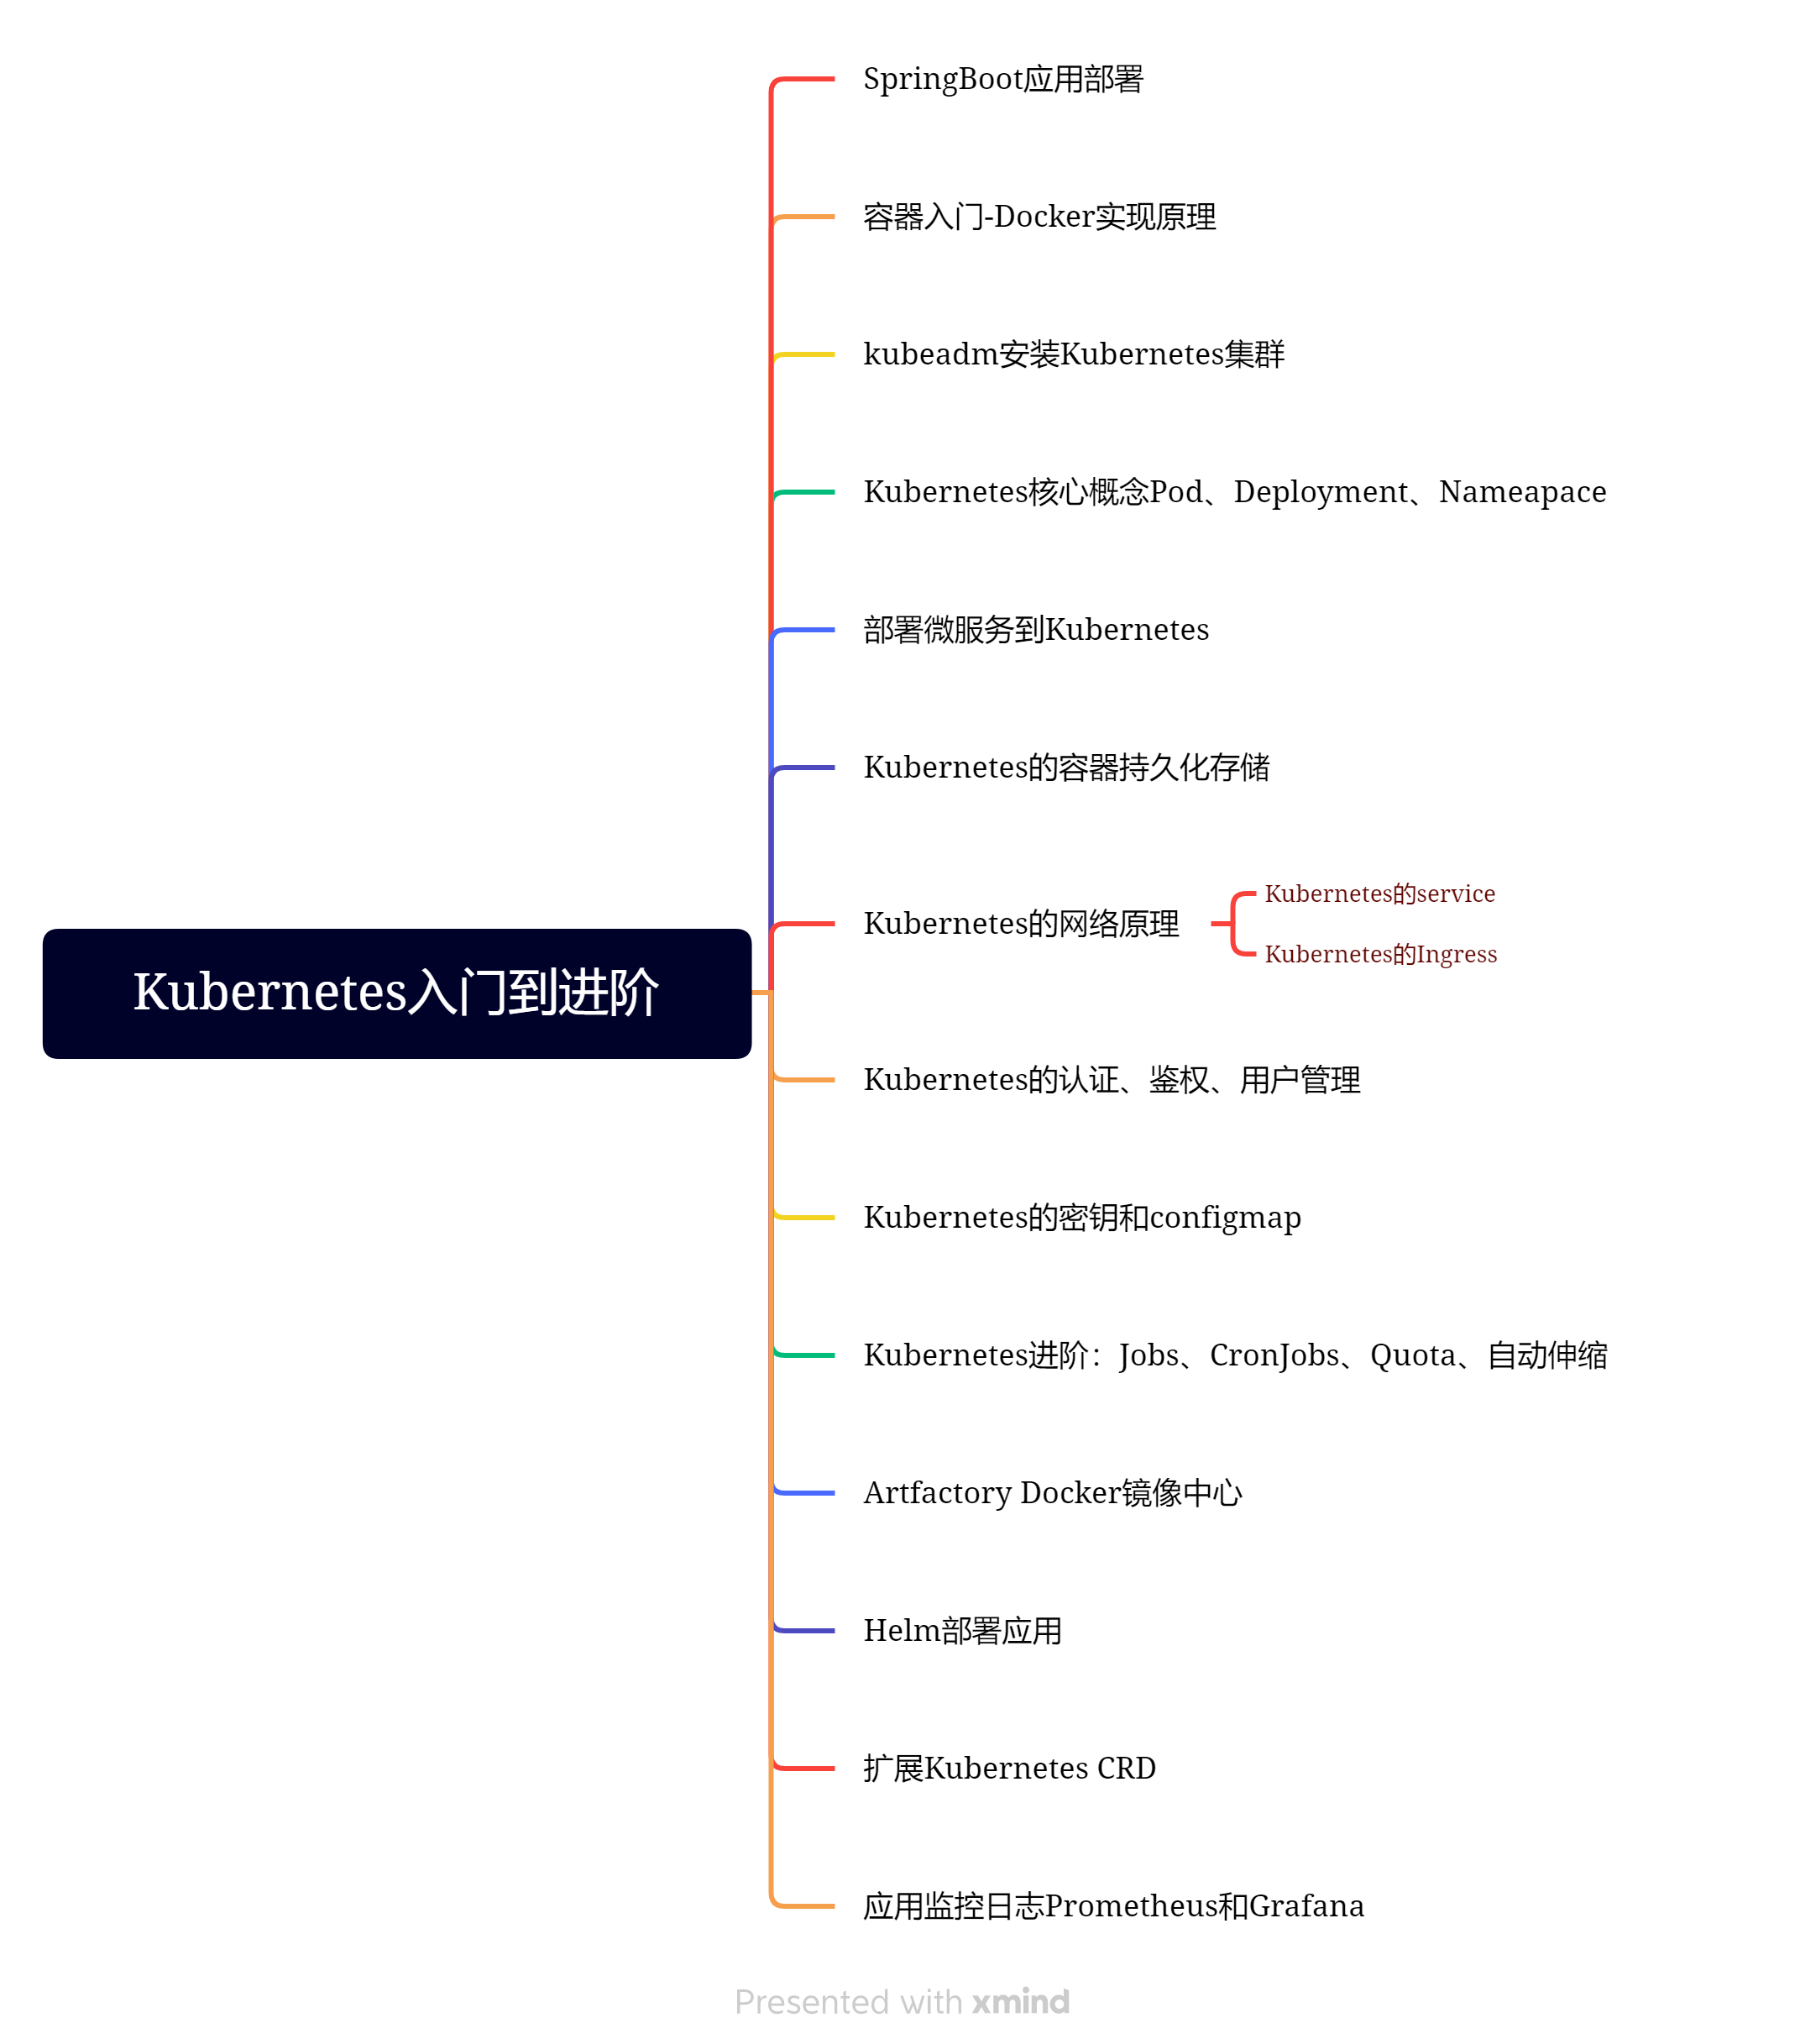 SpringBoot应用部署
容器入门-Docker实现原理
kubeadm安装Kubernetes集群
Kubernetes核心概念Pod、Deployment、Nameapace
部署微服务到Kubernetes
Kubernetes的容器持久化存储
Kubernetes的网络原理
Kubernetes的service
Kubernetes的Ingress
Kubernetes入门到进阶
Kubernetes的认证、鉴权、用户管理
Kubernetes的密钥和configmap
Kubernetes进阶：Jobs、CronJobs、Quota、自动伸缩
Artfactory Docker镜像中心
Helm部署应用
扩展Kubernetes CRD
应用监控日志Prometheus和Grafana
Presented with xmind